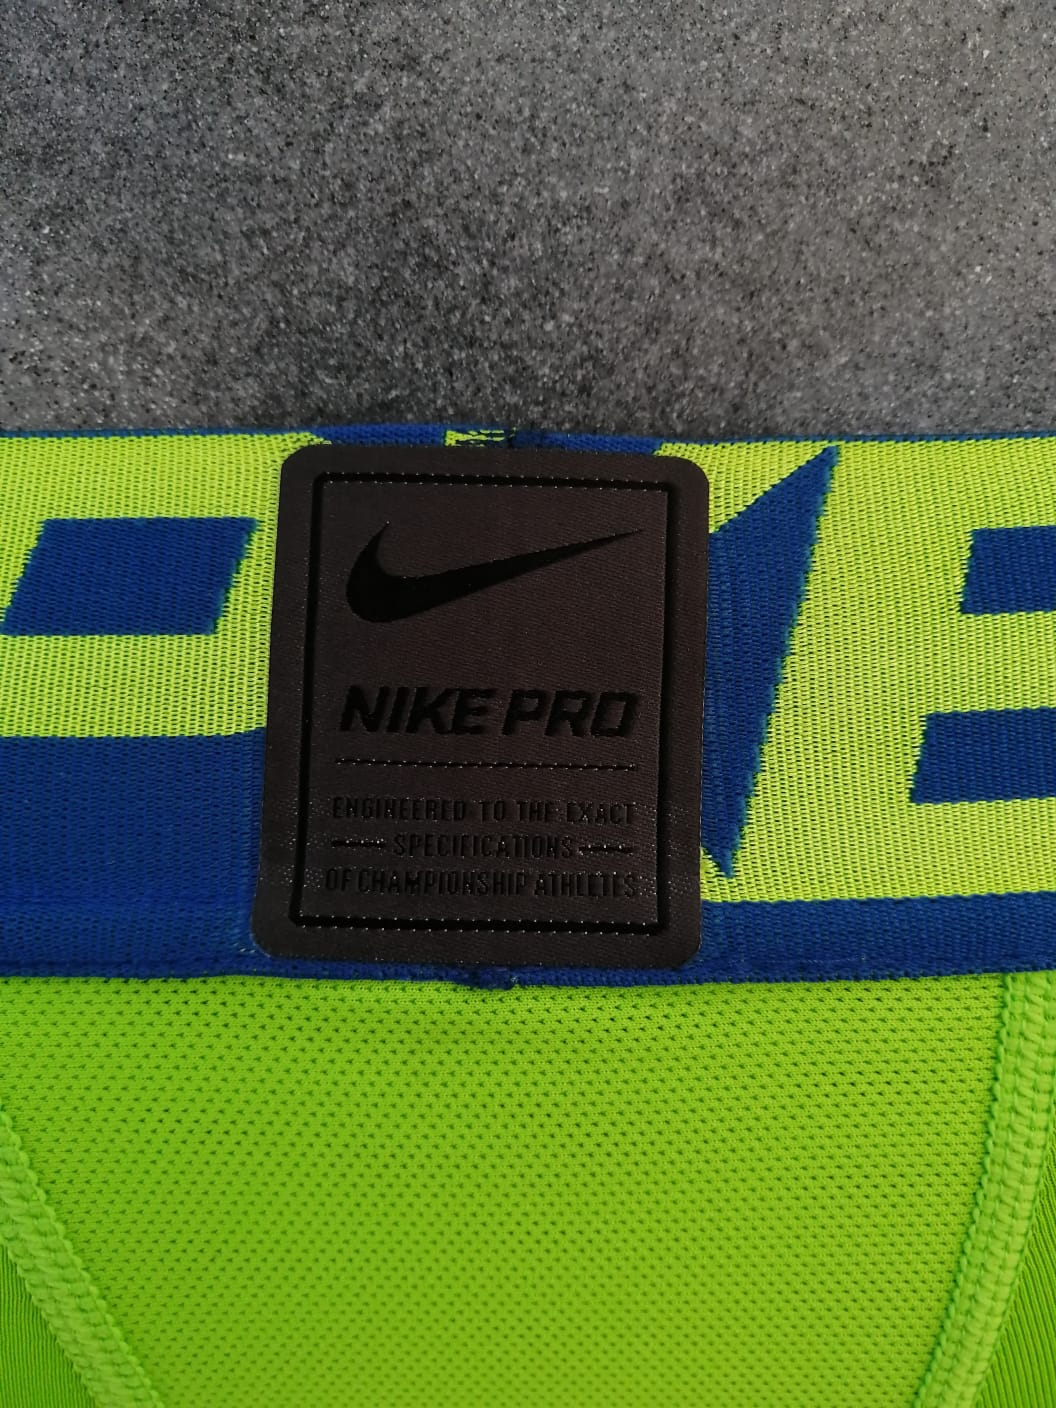 NIKE PRO
ENGINEERED TO THE EXACT
SPECIFICATIONS
OF CHAMPIONSHIP ATHLETES